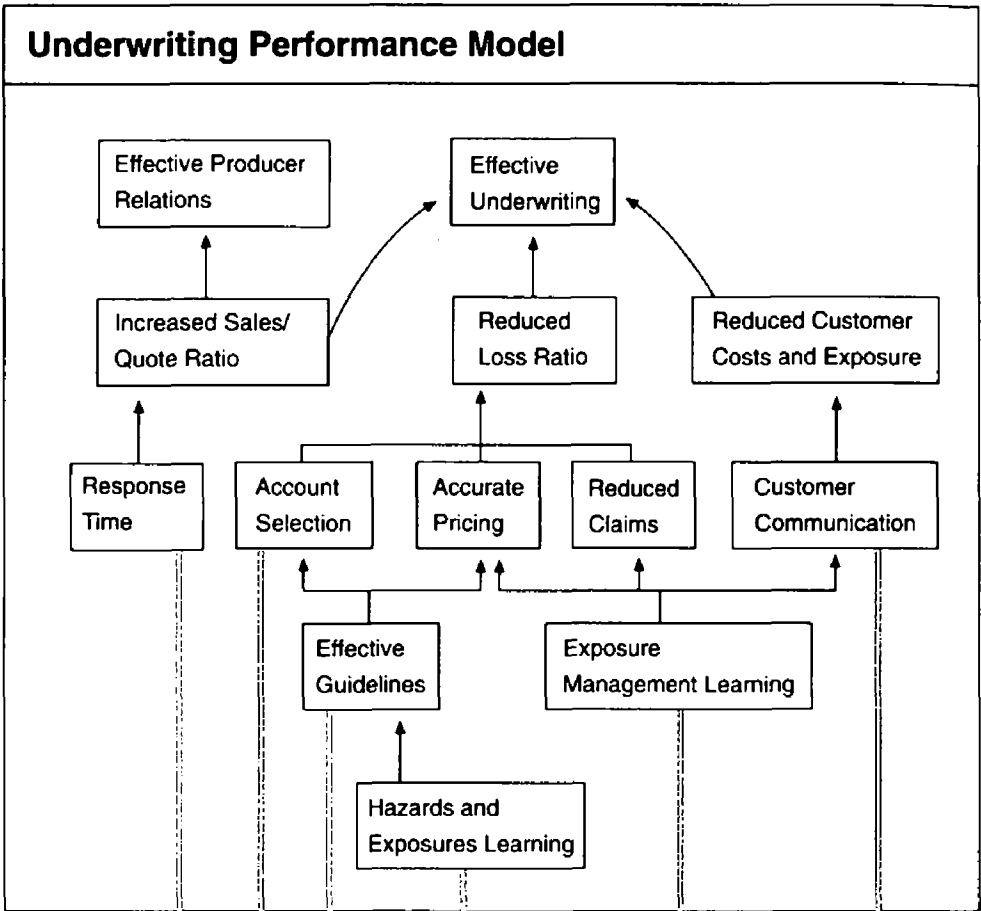 Underwriting Performance Model
Effective Producer
Relations
Effective
Underwriting
Increased Sales/
Quote Ratio
Reduced
Loss Ratio
Reduced Customer
Costs and Exposure
Response
Time
Account
Selection
Accurate
Pricing
Reduced
Claims
Customer
Communication
Effective
Guidelines
Exposure
Management Learning
Hazards and
Exposures Learning